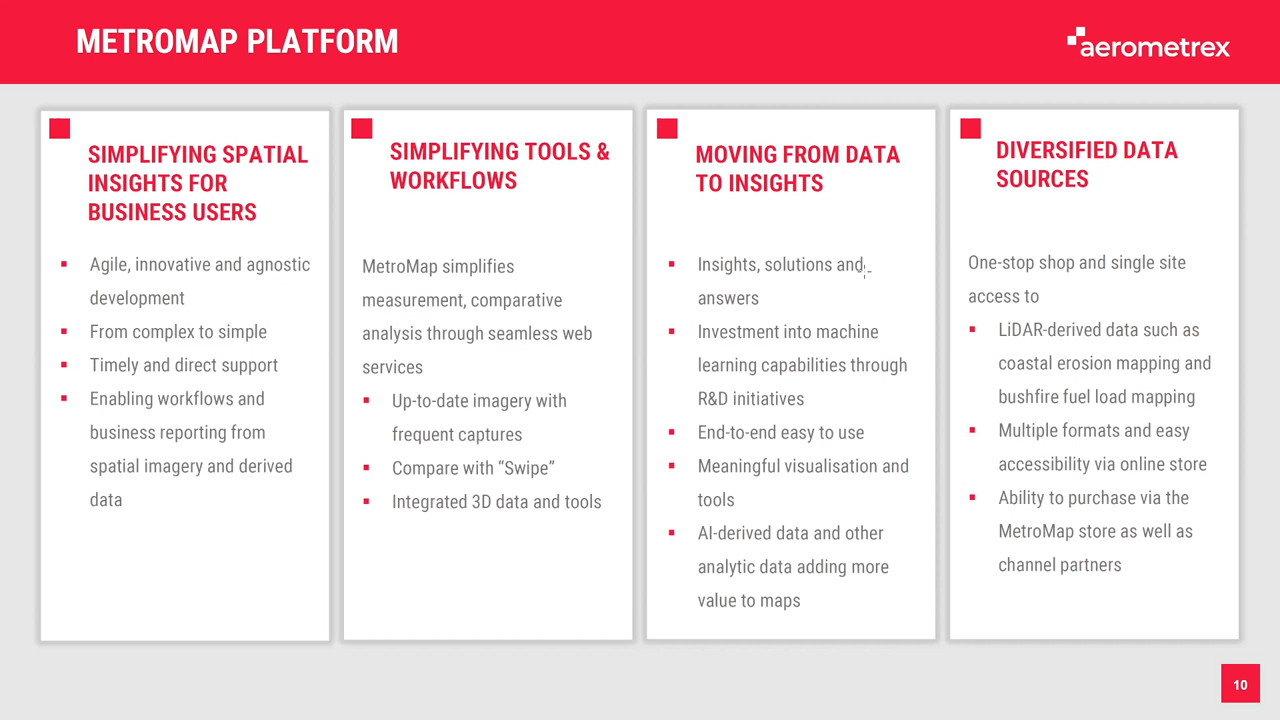 METROMAP PLATFORM
aerometrex
SIMPLIFYING SPATIAL
INSIGHTS FOR
BUSINESS USERS
Agile, innovative and agnostic
development
From complex to simple
Timely and direct support
Enabling workflows and
business reporting from
spatial imagery and derived
data
SIMPLIFYING TOOLS &
WORKFLOWS
MetroMap simplifies
measurement, comparative
analysis through seamless web
services
Up-to-date imagery with
frequent captures
Compare with “Swipe”
Integrated 3D data and tools
MOVING FROM DATA
TO INSIGHTS
Insights, solutions and
answers
Investment into machine
learning capabilities through
R&D initiatives
End-to-end easy to use
Meaningful visualisation and
tools
AI-derived data and other
analytic data adding more
value to maps
DIVERSIFIED DATA
SOURCES
One-stop shop and single site
access to
LiDAR-derived data such as
coastal erosion mapping and
bushfire fuel load mapping
Multiple formats and easy
accessibility via online store
Ability to purchase via the
MetroMap store as well as
channel partners
10